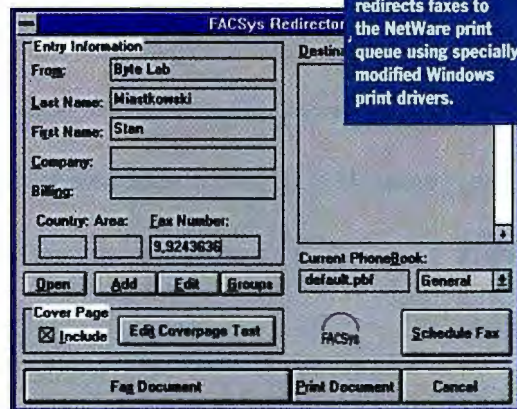 redirects faxes to
the NetWare print
queue using specially
modified Windows
print drivers.
FACSys Redirector
Entry Information
From: Byte Lab
Last Name: Miastkowski
First Name: Stan
Company:
Billing:
Country: Area: Fax Number:
9,9243636
Open Add Edit Groups
Cover Page
Include Edit Coverpage Text
Current PhoneBook:
default.pbf General
FACSys
Schedule Fax
Fax Document Print Document Cancel